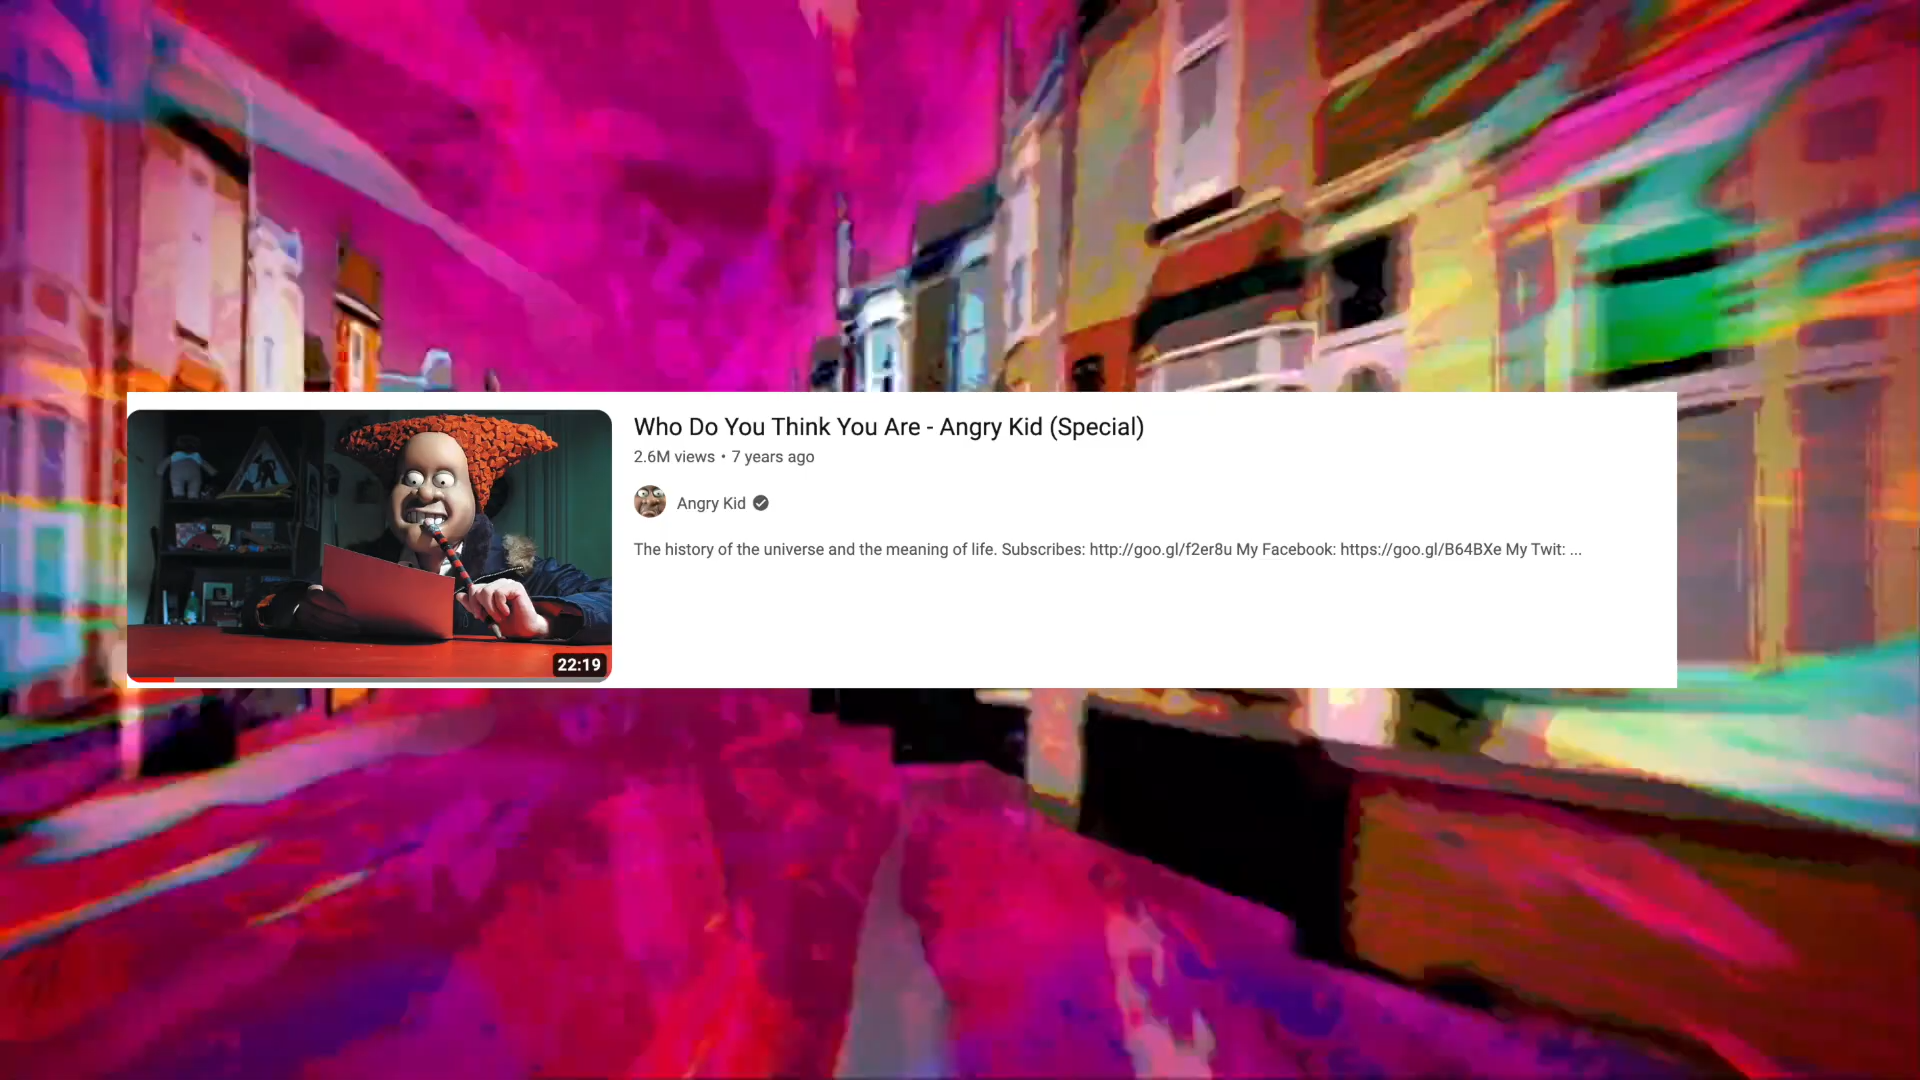 Who Do You Think You Are - Angry Kid (Special)
2.6M views • 7 years ago
Angry Kid
The history of the universe and the meaning of life. Subscribes: http://goo.gl/f2er8u My Facebook: https://goo.gl/B64BXe My Twit: ...
22:19